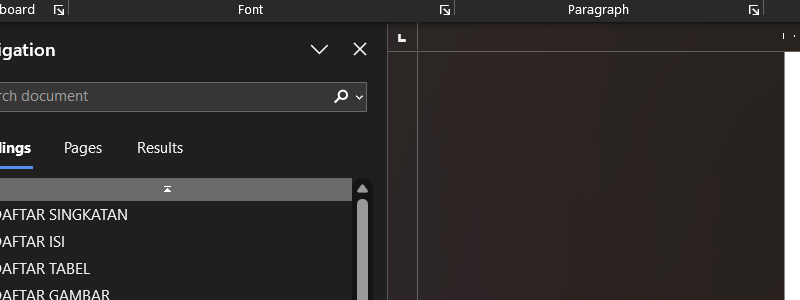 board Font Paragraph
igation
rch document
lings Pages Results
DAFTAR SINGKATAN
DAFTAR ISI
DAFTAR TABEL
DAFTAR GAMBAR